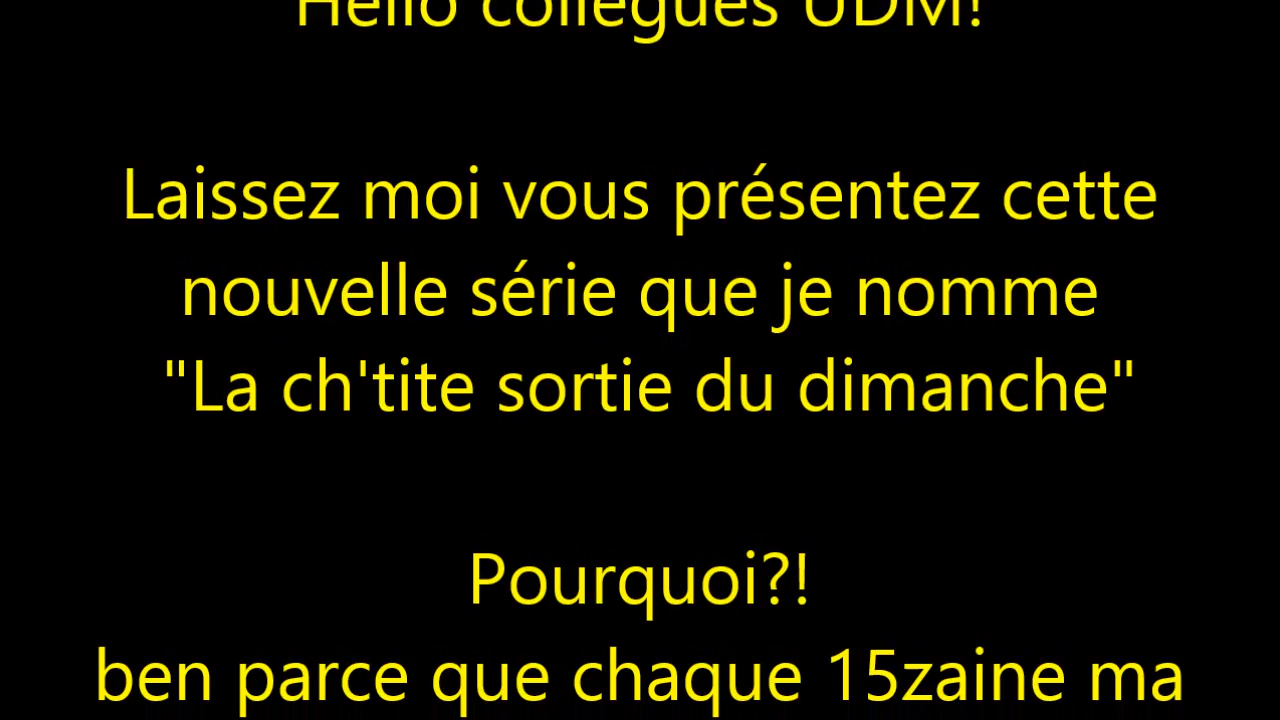 Hello collègues UDM!
Laissez moi vous présentez cette
nouvelle série que je nomme
"La ch'tite sortie du dimanche"
Pourquoi?!
ben parce que chaque 15zaine ma